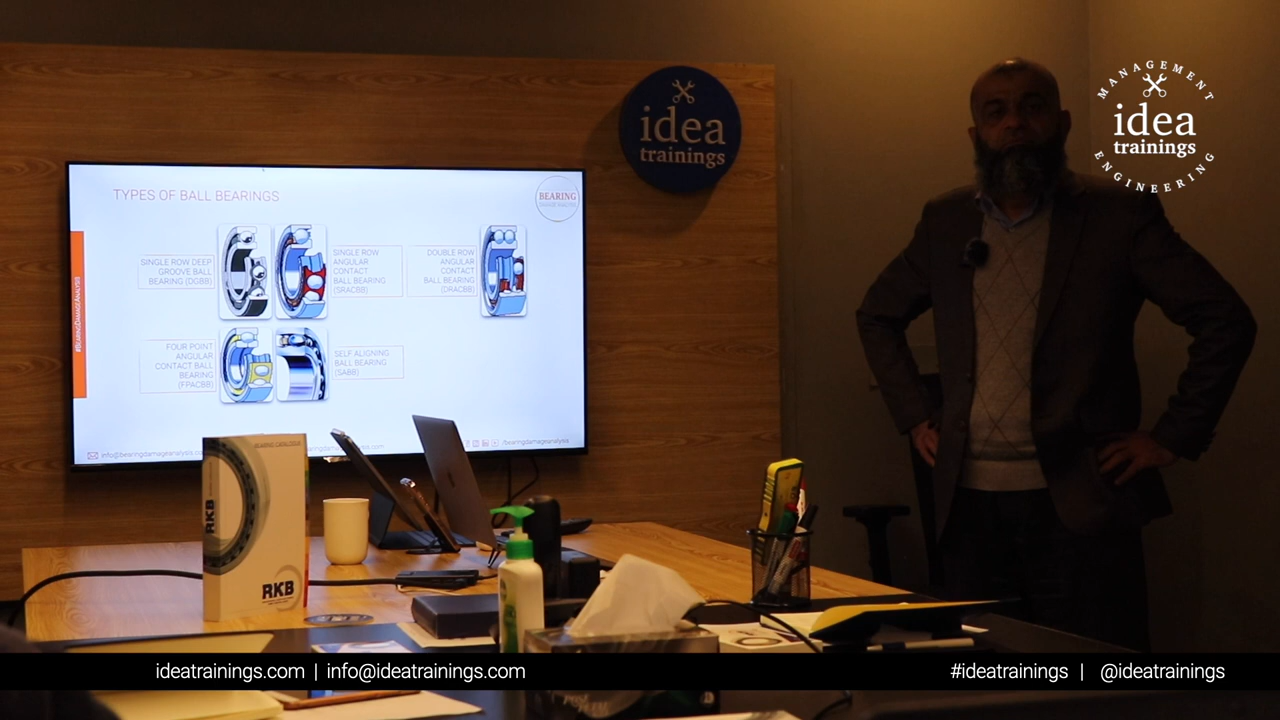 MANAGEMENT
idea
trainings
ENGINEERING
idea
trainings
TYPES OF BALL BEARINGS
BEARING
#BEARINGDAMAGEANALYSIS
SINGLE ROW DEEP
GROOVE BALL
BEARING (DGBB)
SINGLE ROW
ANGULAR
CONTACT
BALL BEARING
(SRACBB)
DOUBLE ROW
ANGULAR
CONTACT
BALL BEARING
(DRACBB)
FOUR POINT
ANGULAR
CONTACT BALL
BEARING
(FPACBB)
SELF ALIGNING
BALL BEARING
(SABB)
/bearingdamageanalysis
BEARING CATALOGUE
RKB
RKB
ideatrainings.com | info@ideatrainings.com
#ideatrainings | @ideatrainings